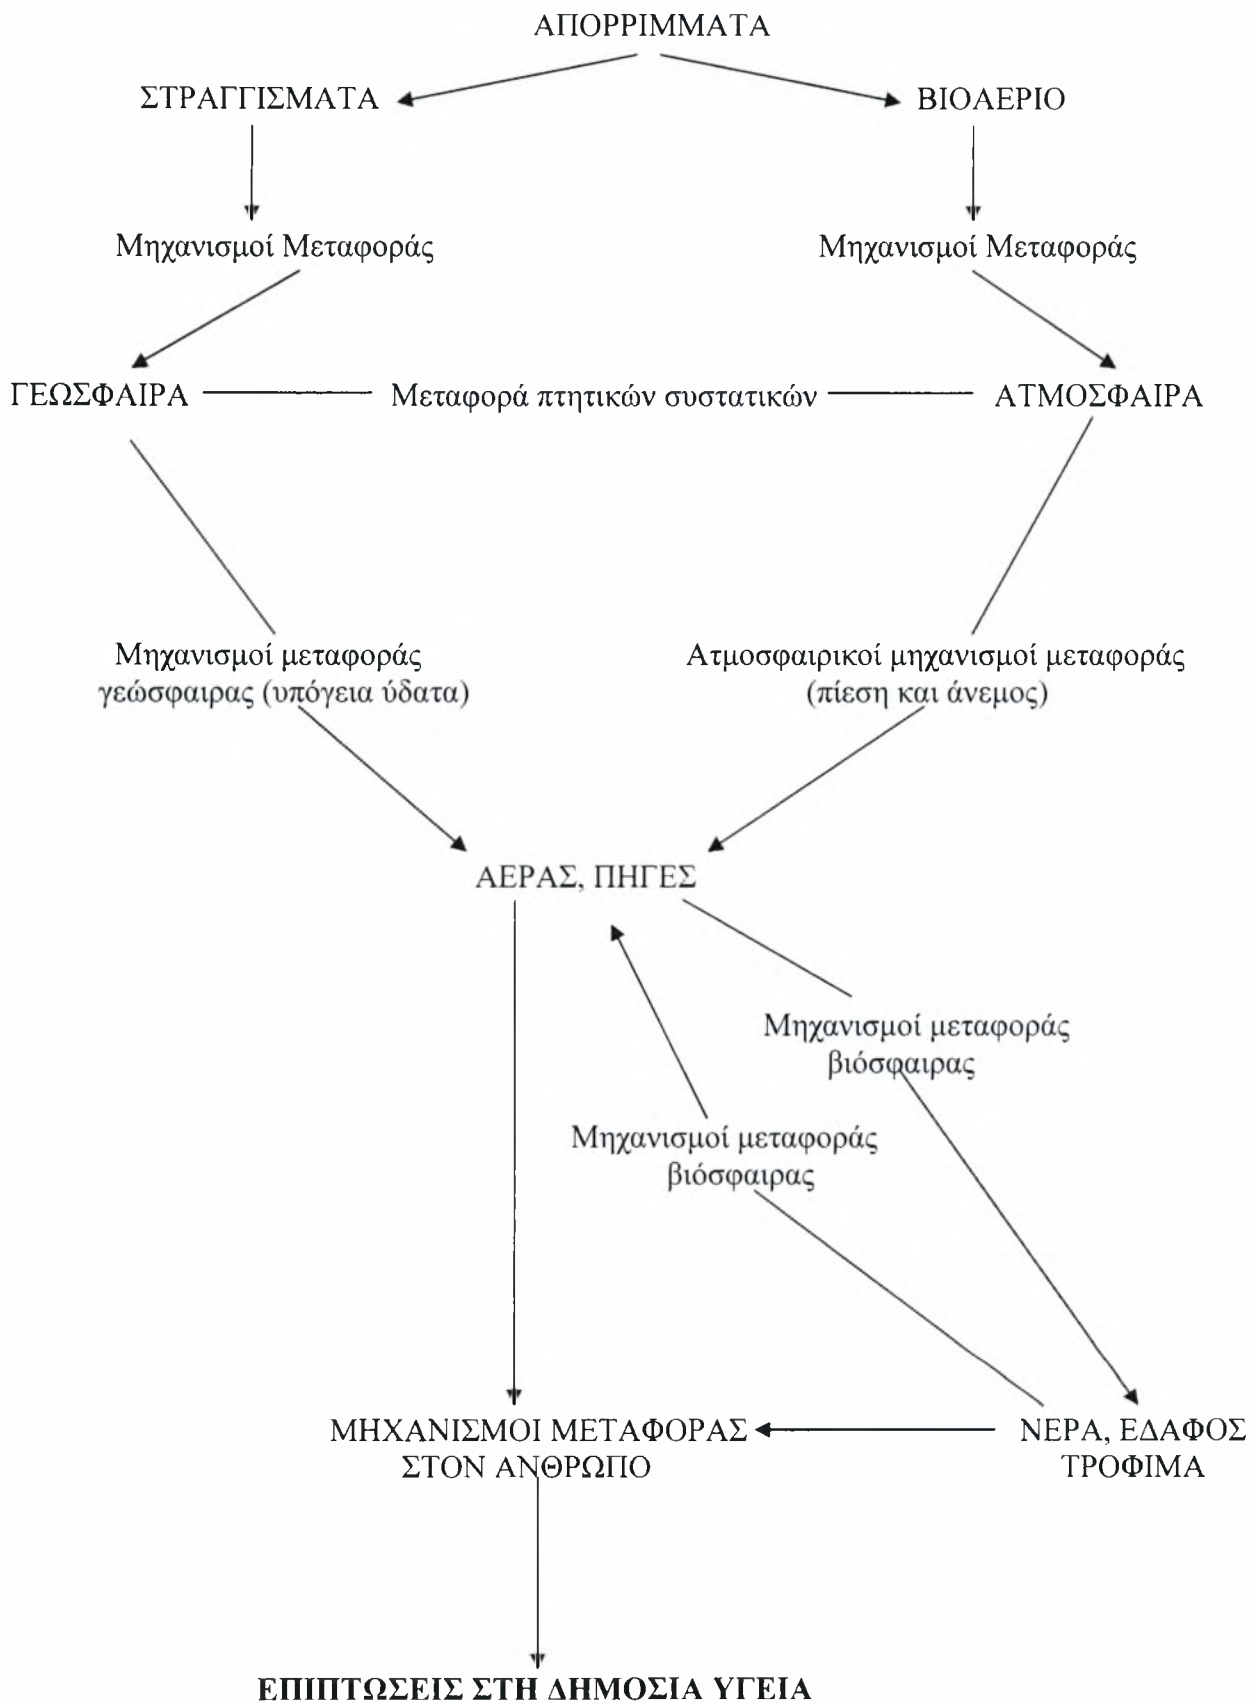 ΑΠΟΡΡΙΜΜΑΤΑ
ΣΤΡΑΓΓΙΣΜΑΤΑ ΒΙΟΑΕΡΙΟ
Μηχανισμοί Μεταφοράς Μηχανισμοί Μεταφοράς
ΓΕΩΣΦΑΙΡΑ Μεταφορά πτητικών συστατικών ΑΤΜΟΣΦΑΙΡΑ
Μηχανισμοί μεταφοράς Ατμοσφαιρικοί μηχανισμοί μεταφοράς
γεώσφαιρας (υπόγεια ύδατα) (πίεση και άνεμος)
ΑΕΡΑΣ, ΠΗΓΕΣ
Μηχανισμοί μεταφοράς
βιόσφαιρας
Μηχανισμοί μεταφοράς
βιόσφαιρας
ΜΗΧΑΝΙΣΜΟΙ ΜΕΤΑΦΟΡΑΣ ΝΕΡΑ, ΕΔΑΦΟΣ
ΣΤΟΝ ΑΝΘΡΩΠΟ ΤΡΟΦΙΜΑ
ΕΠΙΠΤΩΣΕΙΣ ΣΤΗ ΔΗΜΟΣΙΑ ΥΓΕΙΑ